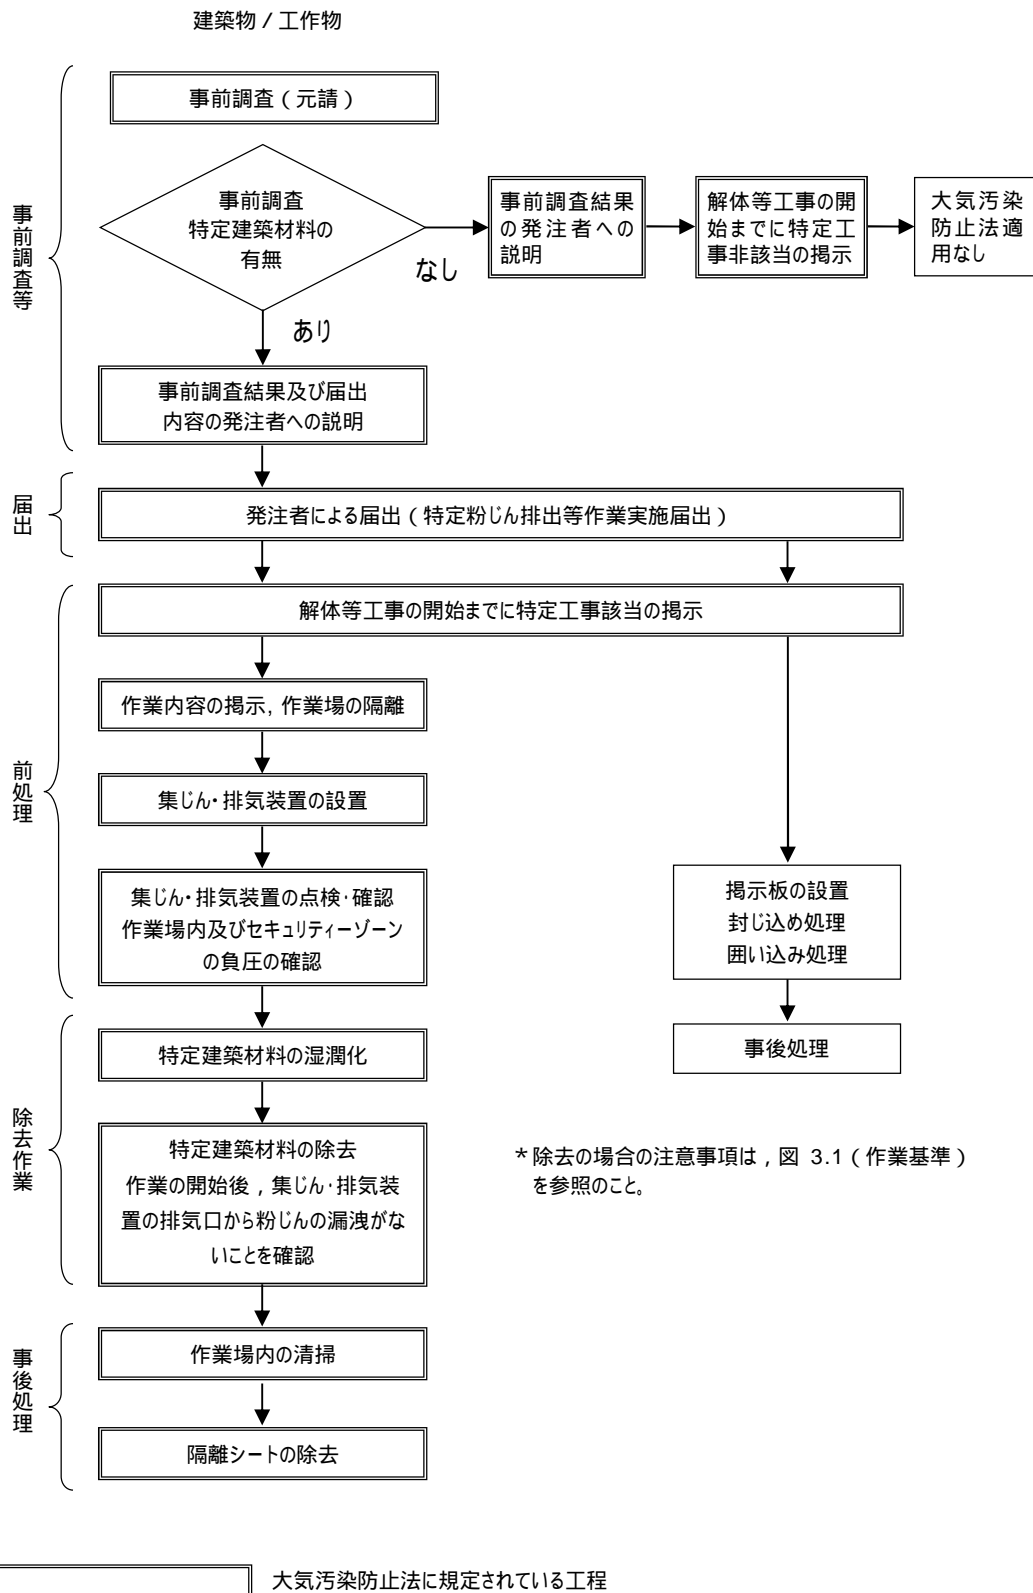 建築物 / 工作物
事前調査等
事前調査 ( 元請 )
事前調査
特定建築材料の
有無
なし
事前調査結果
の発注者への
説明
解体等工事の開
始までに特定工
事非該当の掲示
大気汚染
防止法適
用なし
あり
事前調査結果及び届出
内容の発注者への説明
届出
発注者による届出 ( 特定粉じん排出等作業実施届出 )
前処理
解体等工事の開始までに特定工事該当の掲示
作業内容の掲示, 作業場の隔離
集じん・排気装置の設置
集じん・排気装置の点検・確認
作業場内及びセキュリティーゾーン
の負圧の確認
掲示板の設置
封じ込め処理
囲い込み処理
事後処理
除去作業
特定建築材料の湿潤化
特定建築材料の除去
作業の開始後 , 集じん・排気装
置の排気口から粉じんの漏洩がな
いことを確認
* 除去の場合の注意事項は , 図 3.1 ( 作業基準 )
を参照のこと。
事後処理
作業場内の清掃
隔離シートの除去
大気汚染防止法に規定されている工程